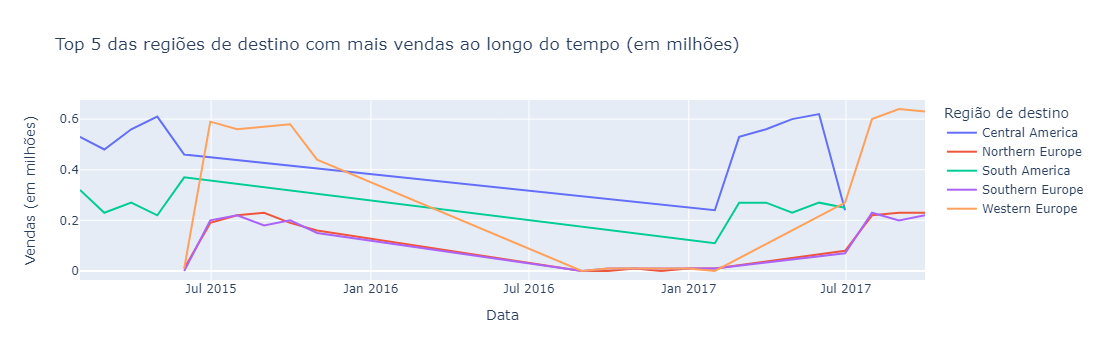 Top 5 das regiões de destino com mais vendas ao longo do tempo (em milhões)
Vendas (em milhões)
0.6
0.4
0.2
0
Jul 2015
Jan 2016
Jul 2016
Jan 2017
Jul 2017
Data
Região de destino
Central America
Northern Europe
South America
Southern Europe
Western Europe